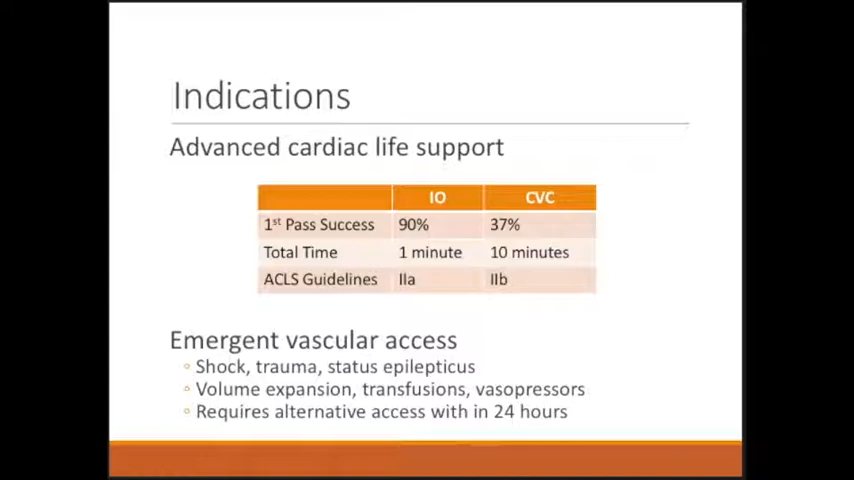 Indications
Advanced cardiac life support
IO CVC
1st Pass Success 90% 37%
Total Time 1 minute 10 minutes
ACLS Guidelines IIa IIb
Emergent vascular access
◦ Shock, trauma, status epilepticus
◦ Volume expansion, transfusions, vasopressors
◦ Requires alternative access with in 24 hours